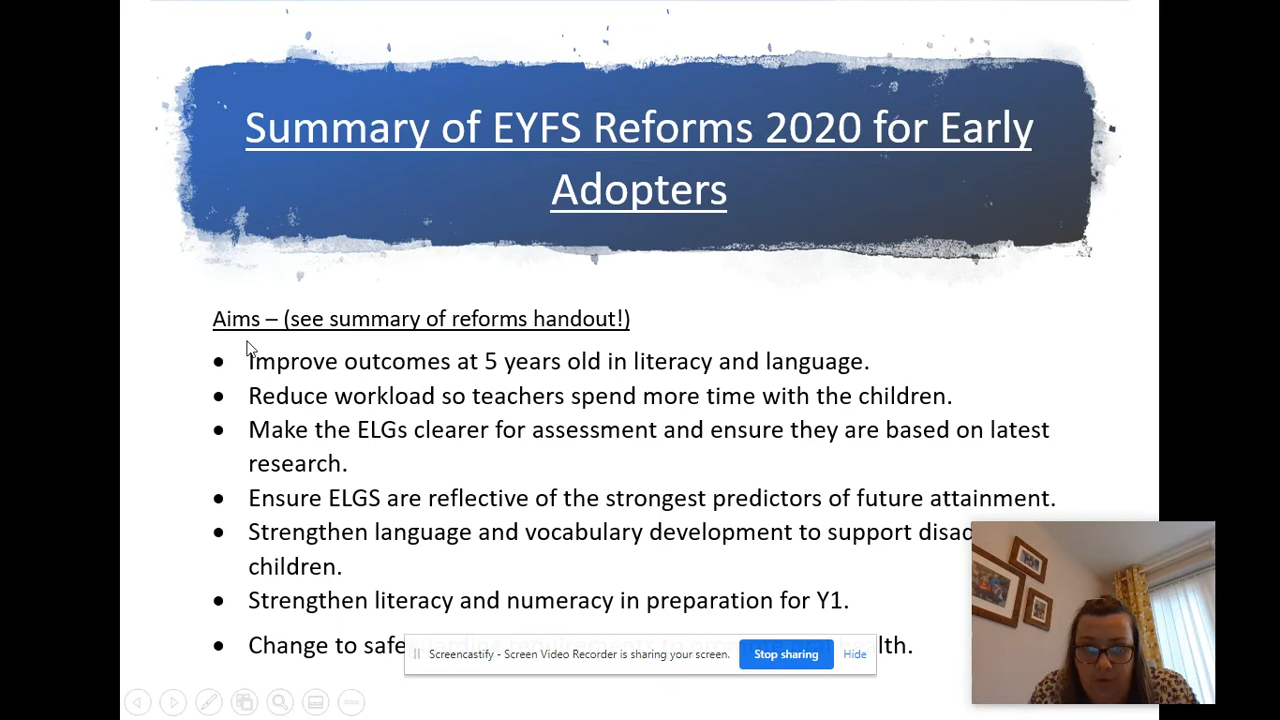 Summary of EYFS Reforms 2020 for Early
Adopters
Aims – (see summary of reforms handout!)
• Improve outcomes at 5 years old in literacy and language.
• Reduce workload so teachers spend more time with the children.
• Make the ELGs clearer for assessment and ensure they are based on latest
research.
• Ensure ELGS are reflective of the strongest predictors of future attainment.
• Strengthen language and vocabulary development to support
children.
• Strengthen literacy and numeracy in preparation for Y1.
• Change to
Screencastify - Screen Video Recorder is sharing your screen.
Stop sharing
Hide